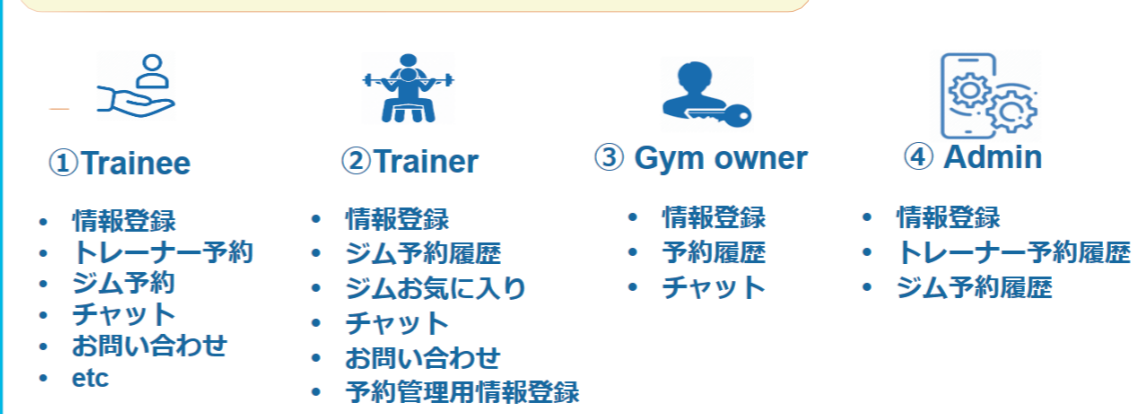 ①Trainee
• 情報登録
• トレーナー予約
• ジム予約
• チャット
• お問い合わせ
• etc
②Trainer
• 情報登録
• ジム予約履歴
• ジムお気に入り
• チャット
• お問い合わせ
• 予約管理用情報登録
③ Gym owner
• 情報登録
• 予約履歴
• チャット
④ Admin
• 情報登録
• トレーナー予約履歴
• ジム予約履歴